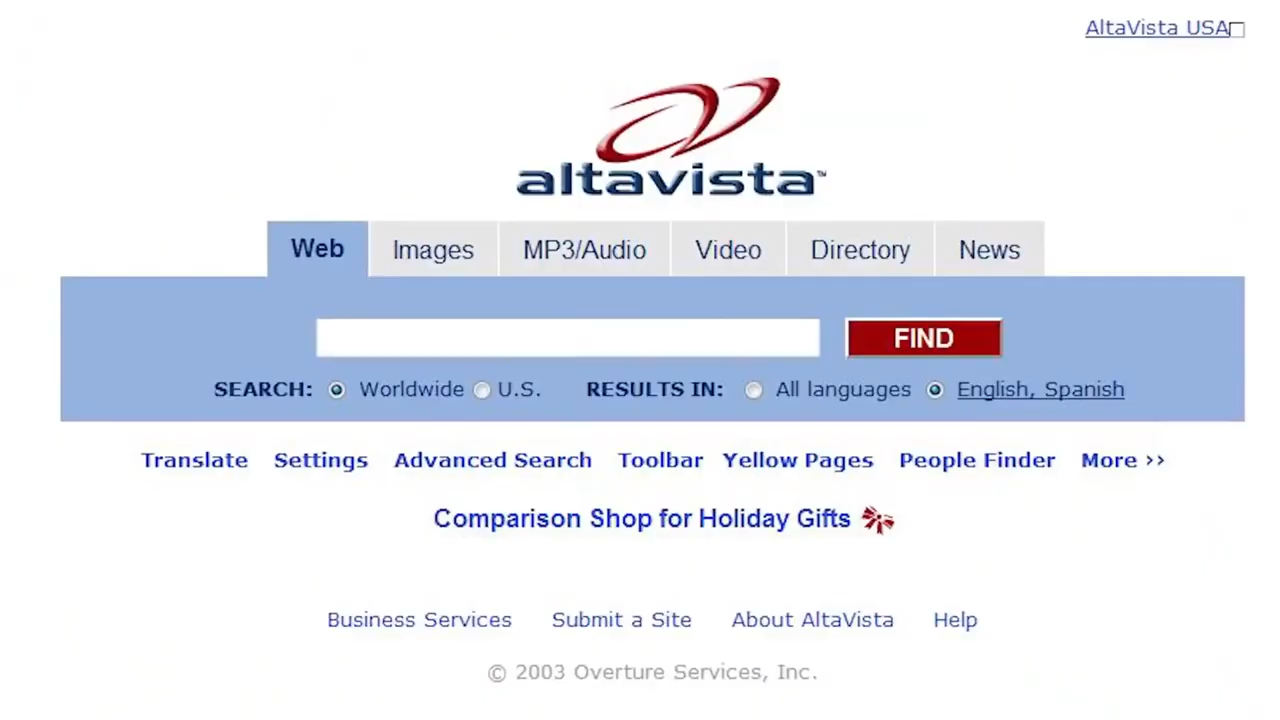 AltaVista USA
altavista™
Web Images MP3/Audio Video Directory News
FIND
SEARCH: Worldwide U.S. RESULTS IN: All languages English, Spanish
Translate Settings Advanced Search Toolbar Yellow Pages People Finder More ››
Comparison Shop for Holiday Gifts
Business Services Submit a Site About AltaVista Help
© 2003 Overture Services, Inc.